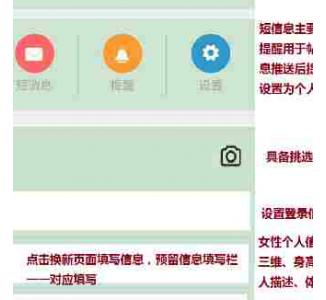 短信息主要
提醒用于帖
息推送后提
设置为个人
短消息
提醒
设置
具备挑选
设置登录信
女性个人信
三维、身高
人描述、体
点击换新页面填写信息，预留信息填写栏
——对应填写